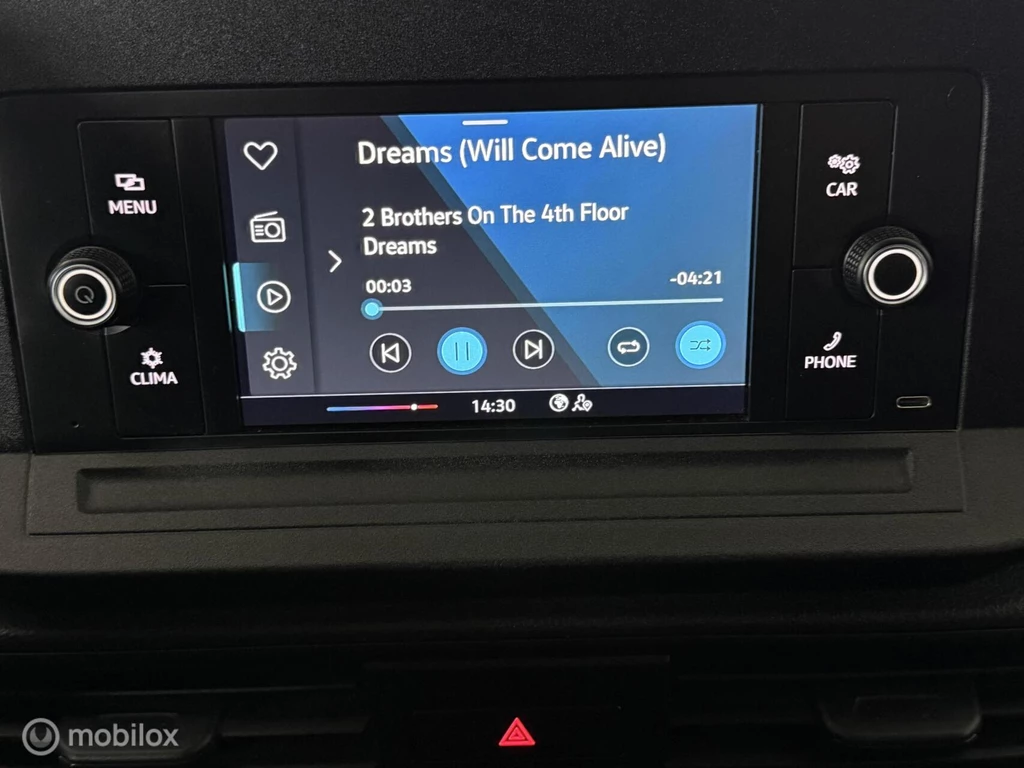 MENU
CLIMA
Dreams (Will Come Alive)
2 Brothers On The 4th Floor
Dreams
00:03
-04:21
14:30
CAR
PHONE
mobilox